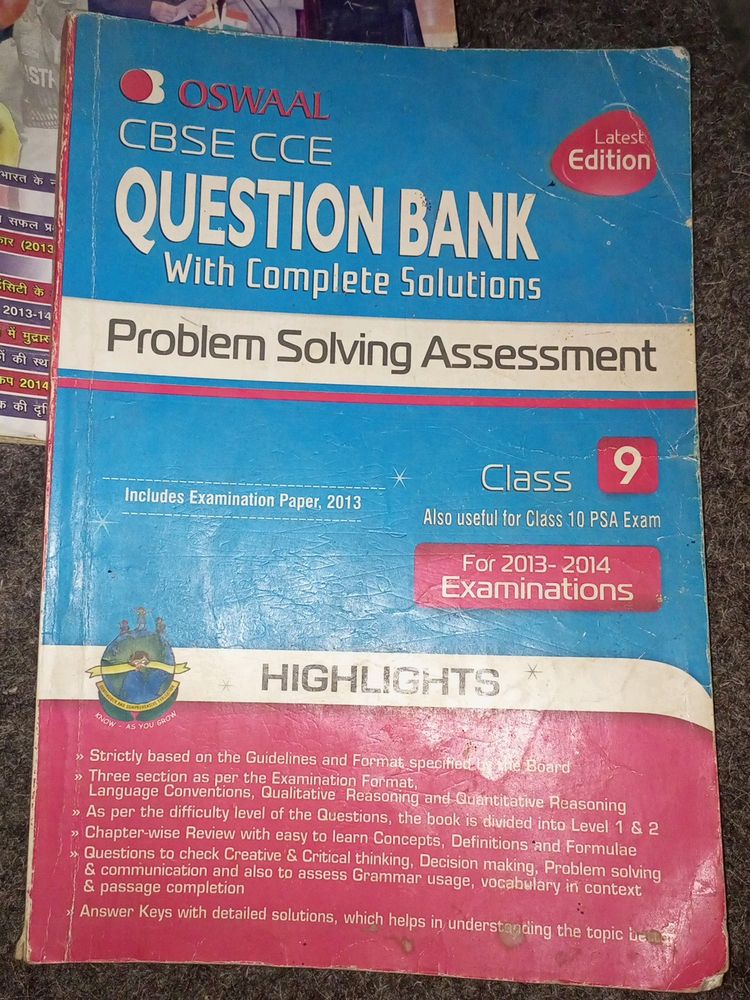 OSWAAL
CBSE CCE
QUESTION BANK
With Complete Solutions
Latest
Edition
Problem Solving Assessment
Class 9
Includes Examination Paper, 2013
Also useful for Class 10 PSA Exam
For 2013- 2014
Examinations
HIGHLIGHTS
KNOW - AS YOU GROW
» Strictly based on the Guidelines and Format specified by the Board
» Three section as per the Examination Format,
Language Conventions, Qualitative Reasoning and Quantitative Reasoning
» As per the difficulty level of the Questions, the book is divided into Level 1 & 2
» Chapter-wise Review with easy to learn Concepts, Definitions and Formulae
» Questions to check Creative & Critical thinking, Decision making, Problem solving
& communication and also to assess Grammar usage, vocabulary in context
& passage completion
» Answer Keys with detailed solutions, which helps in understanding the topic
भारत के
सफल
(2013
के
2013-14
में
की
2014
की